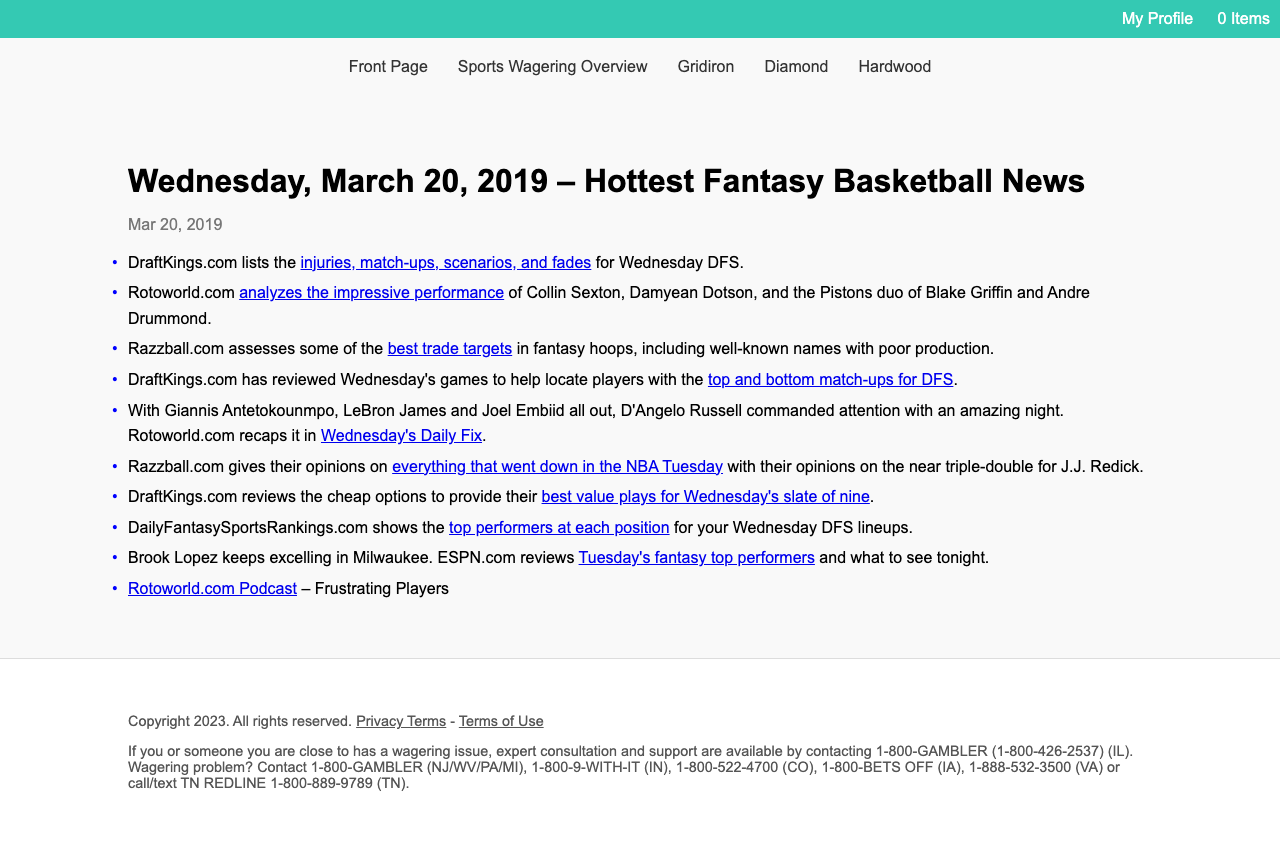 My Profile 0 Items
Front Page Sports Wagering Overview Gridiron Diamond Hardwood
Wednesday, March 20, 2019 – Hottest Fantasy Basketball News
Mar 20, 2019
• DraftKings.com lists the injuries, match-ups, scenarios, and fades for Wednesday DFS.
• Rotoworld.com analyzes the impressive performance of Collin Sexton, Damyean Dotson, and the Pistons duo of Blake Griffin and Andre
Drummond.
• Razzball.com assesses some of the best trade targets in fantasy hoops, including well-known names with poor production.
• DraftKings.com has reviewed Wednesday's games to help locate players with the top and bottom match-ups for DFS.
• With Giannis Antetokounmpo, LeBron James and Joel Embiid all out, D'Angelo Russell commanded attention with an amazing night.
Rotoworld.com recaps it in Wednesday's Daily Fix.
• Razzball.com gives their opinions on everything that went down in the NBA Tuesday with their opinions on the near triple-double for J.J. Redick.
• DraftKings.com reviews the cheap options to provide their best value plays for Wednesday's slate of nine.
• DailyFantasySportsRankings.com shows the top performers at each position for your Wednesday DFS lineups.
• Brook Lopez keeps excelling in Milwaukee. ESPN.com reviews Tuesday's fantasy top performers and what to see tonight.
• Rotoworld.com Podcast – Frustrating Players
Copyright 2023. All rights reserved. Privacy Terms - Terms of Use
If you or someone you are close to has a wagering issue, expert consultation and support are available by contacting 1-800-GAMBLER (1-800-426-2537) (IL).
Wagering problem? Contact 1-800-GAMBLER (NJ/WV/PA/MI), 1-800-9-WITH-IT (IN), 1-800-522-4700 (CO), 1-800-BETS OFF (IA), 1-888-532-3500 (VA) or
call/text TN REDLINE 1-800-889-9789 (TN).